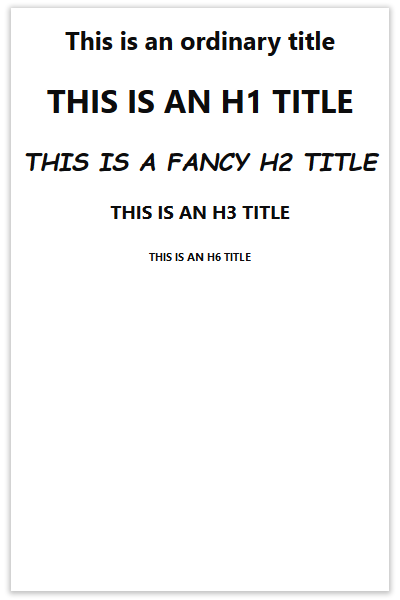 This is an ordinary title
THIS IS AN H1 TITLE
THIS IS A FANCY H2 TITLE
THIS IS AN H3 TITLE
THIS IS AN H6 TITLE